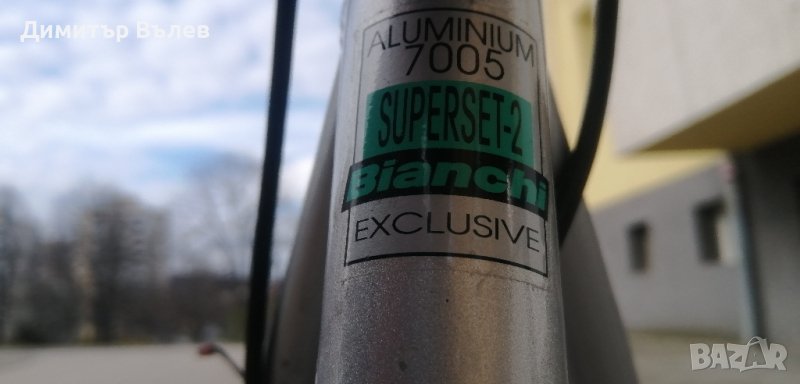 Димитър Вълев
ALUMINIUM
7005
SUPERSET-2
Bianchi
EXCLUSIVE
BAZAR